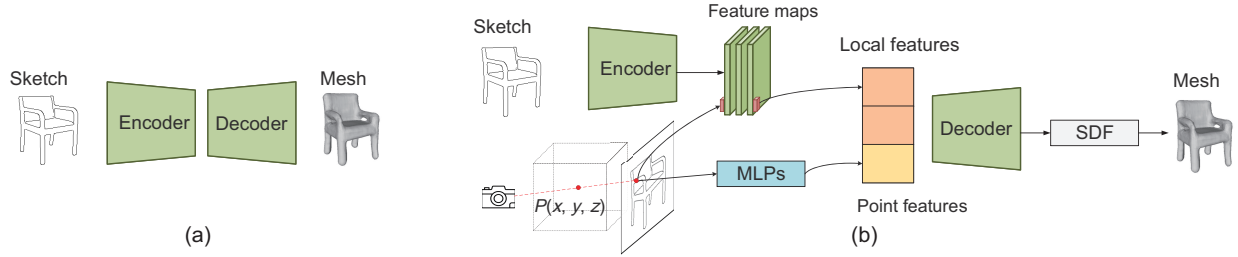 Sketch
Encoder
Decoder
Mesh
(a)
Sketch
Encoder
Feature maps
Local features
Decoder
SDF
Mesh
P(x, y, z)
MLPs
Point features
(b)